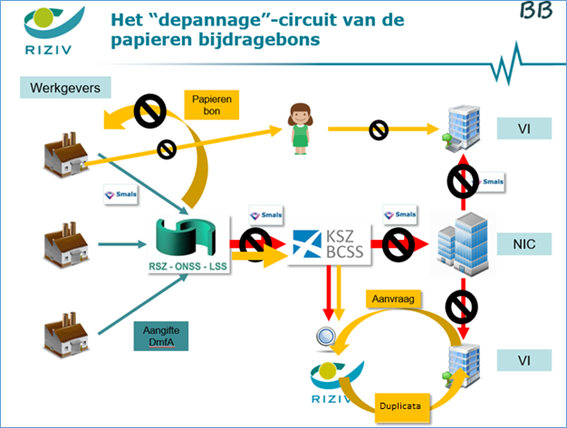 Het “depannage”-circuit van de
papieren bijdragebons
BB
RIZIV
Werkgevers
Papieren
bon
VI
Smals
Smals
RSZ - ONSS - LSS
Smals
KSZ
BCSS
Smals
NIC
Aangifte
DmfA
Aanvraag
VI
RIZIV
Duplicata